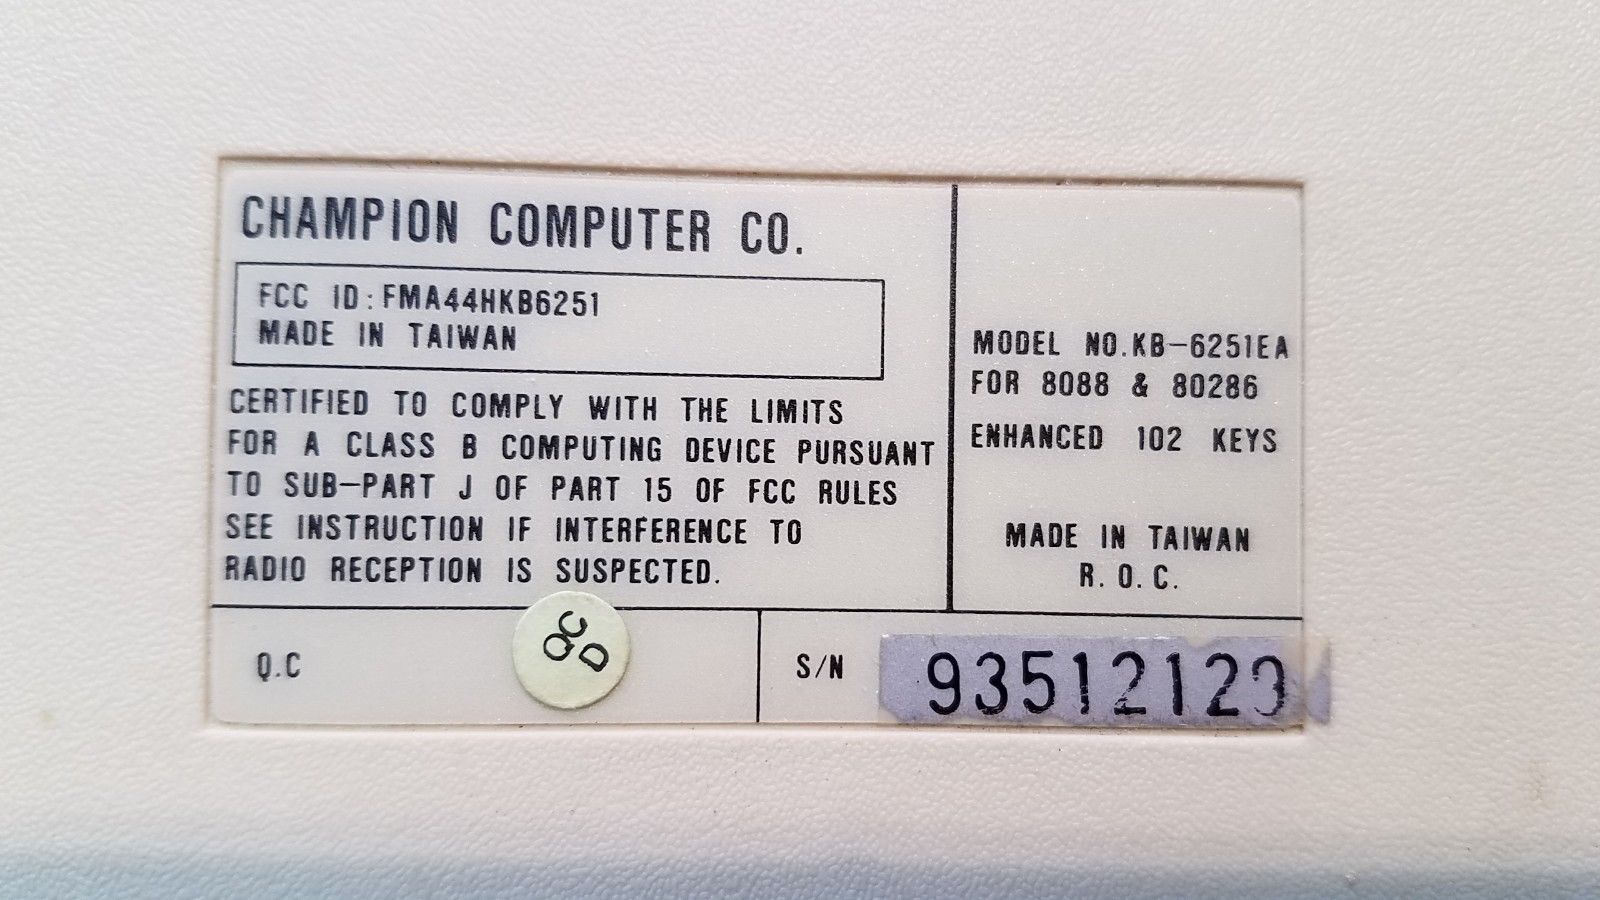 CHAMPION COMPUTER CO.
FCC ID: FMA44HKB6251
MADE IN TAIWAN
CERTIFIED TO COMPLY WITH THE LIMITS
FOR A CLASS B COMPUTING DEVICE PURSUANT
TO SUB-PART J OF PART 15 OF FCC RULES
SEE INSTRUCTION IF INTERFERENCE TO
RADIO RECEPTION IS SUSPECTED.
MODEL NO.KB-6251EA
FOR 8088 & 80286
ENHANCED 102 KEYS
MADE IN TAIWAN
R.O.C.
Q.C
QC
D
S/N